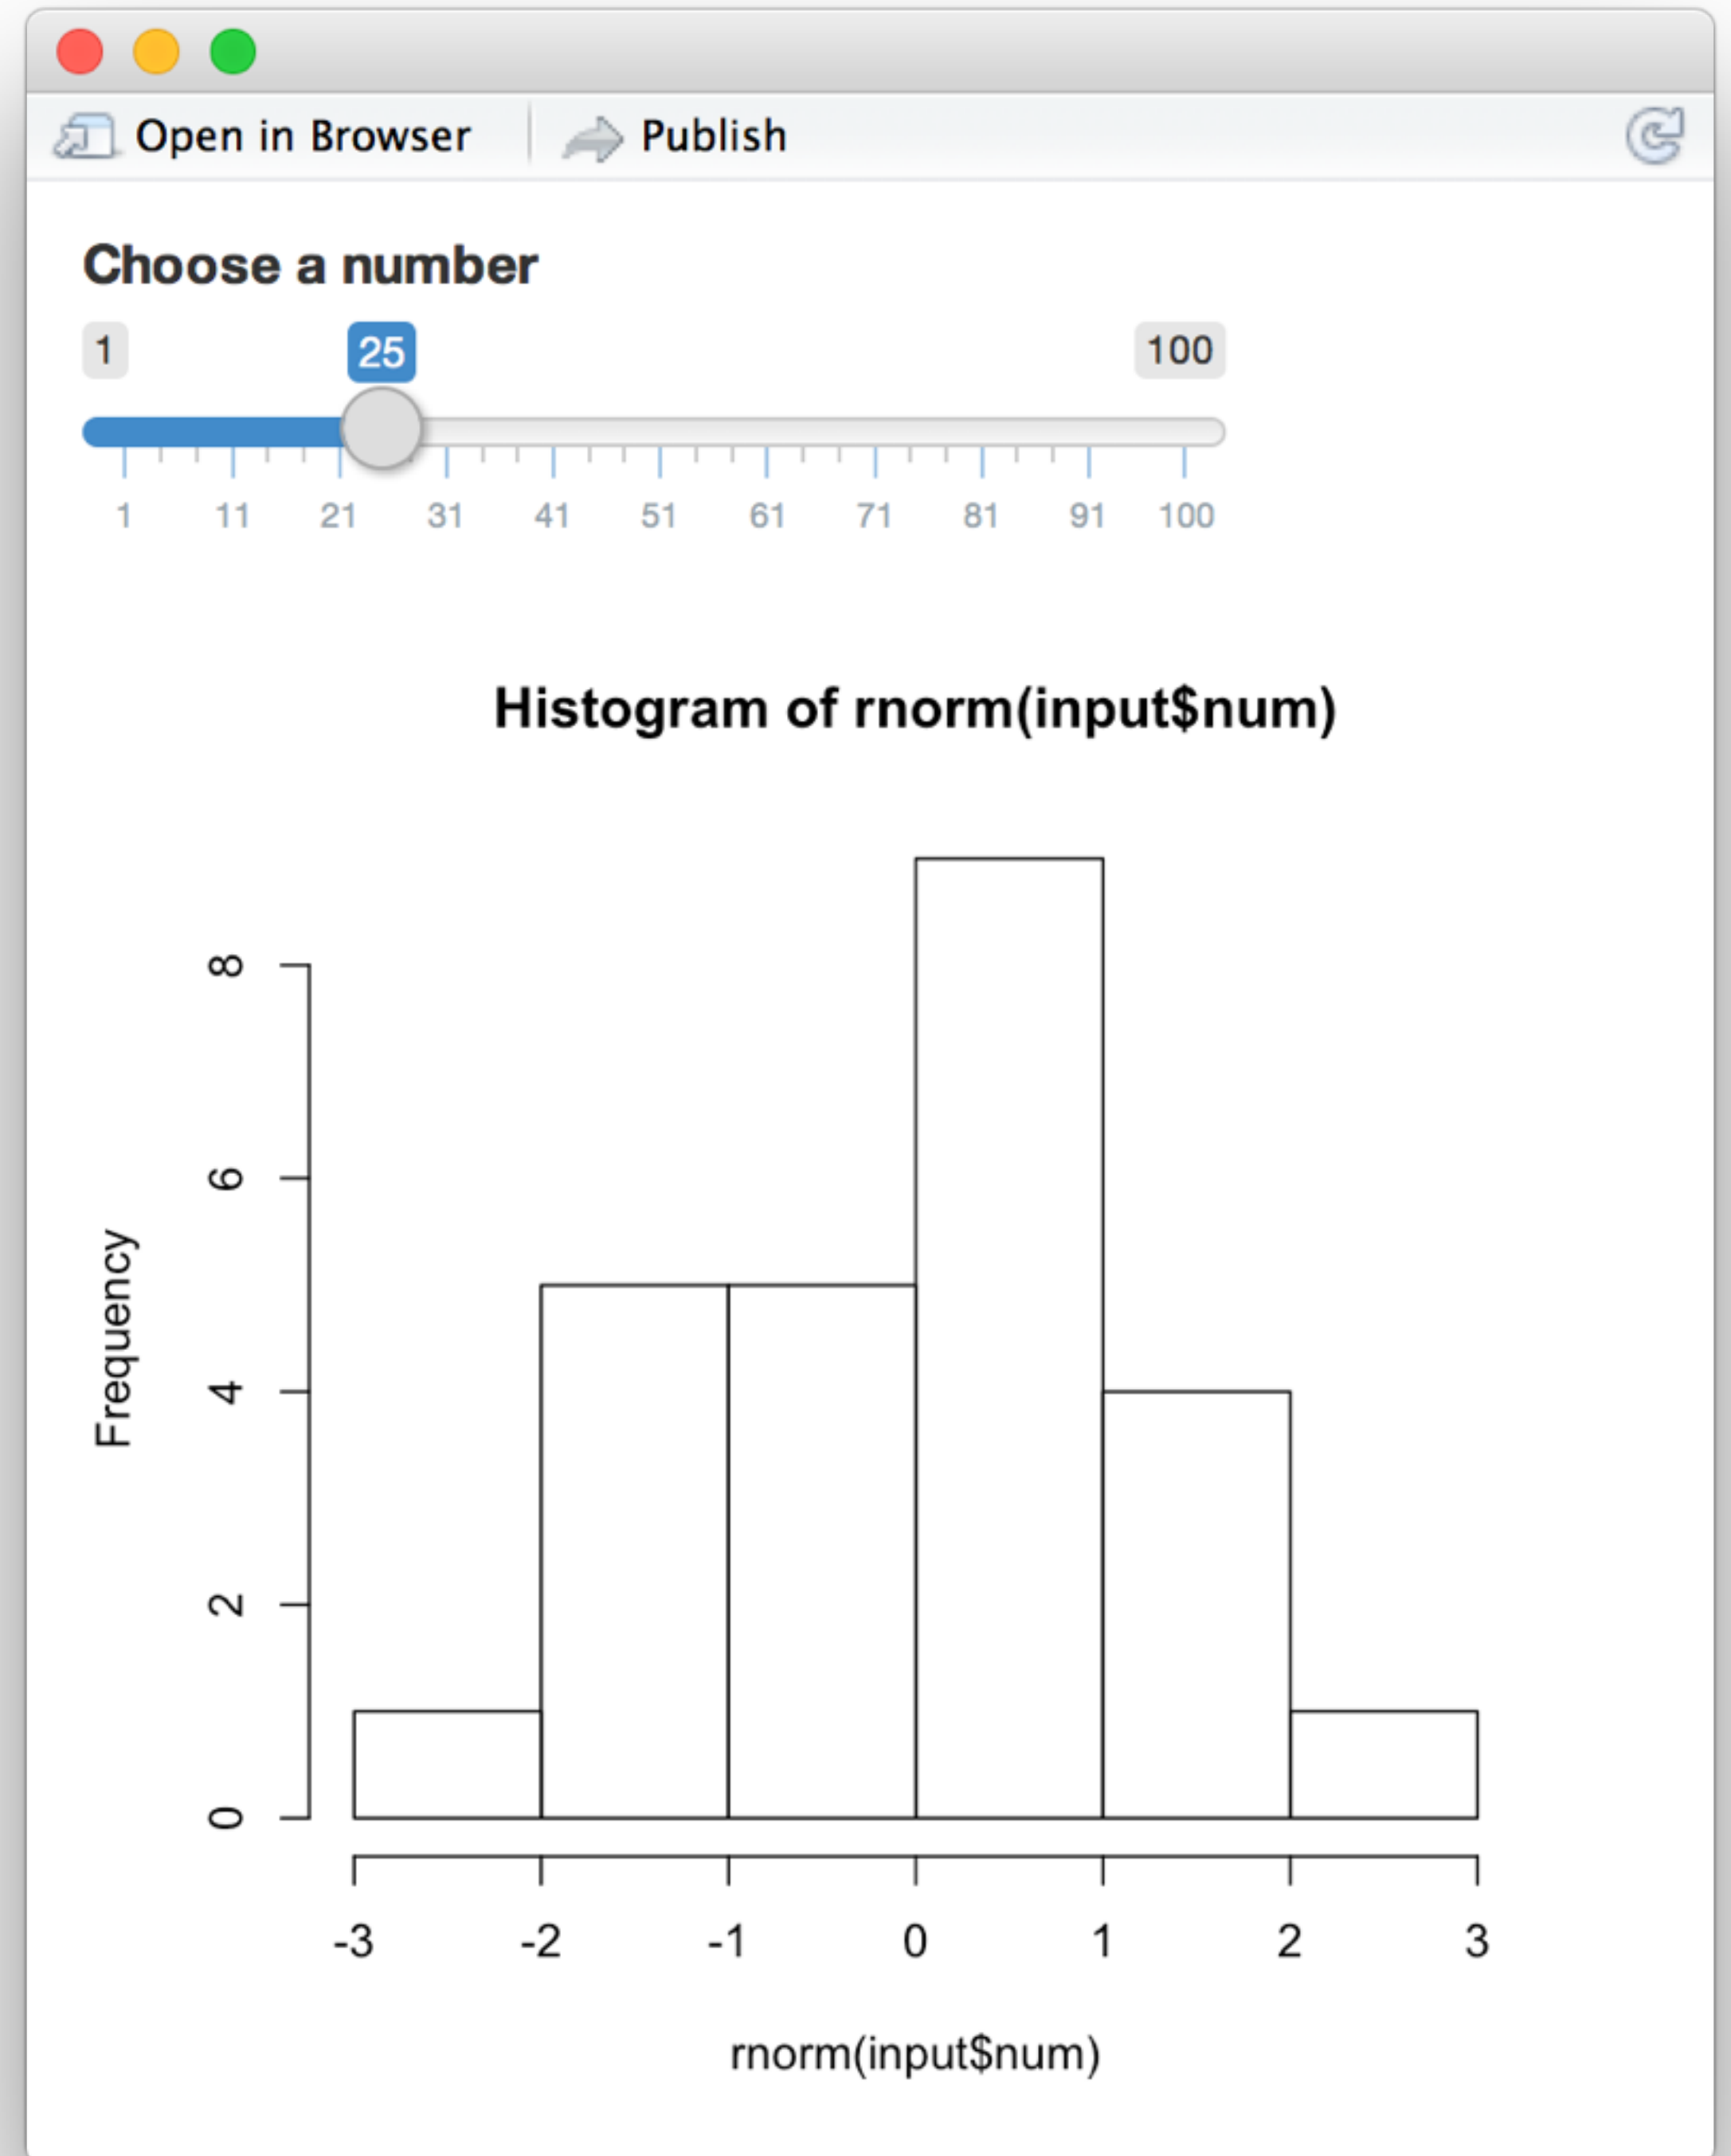 Open in Browser Publish
Choose a number
1 25 100
1 11 21 31 41 51 61 71 81 91 100
Histogram of rnorm(input$num)
8
6
4
2
0
Frequency
-3 -2 -1 0 1 2 3
rnorm(input$num)